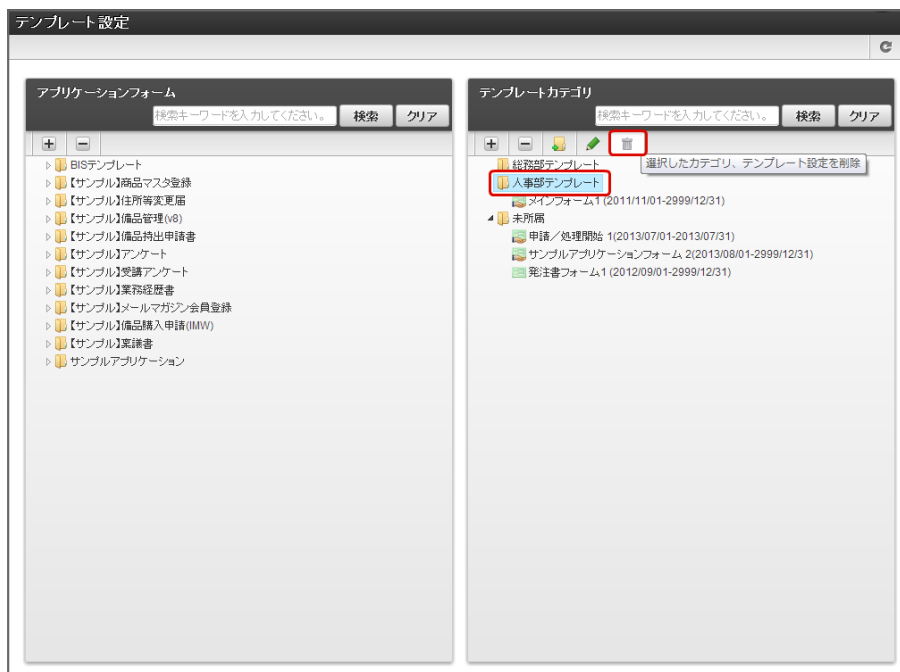 テンプレート設定
アプリケーションフォーム
検索キーワードを入力してください。 検索 クリア
BISテンプレート
【サンプル】商品マスタ登録
【サンプル】住所等変更届
【サンプル】備品管理(v8)
【サンプル】備品持出申請書
【サンプル】アンケート
【サンプル】受講アンケート
【サンプル】業務経歴書
【サンプル】メールマガジン会員登録
【サンプル】備品購入申請(IMW)
【サンプル】稟議書
サンプルアプリケーション
テンプレートカテゴリ
検索キーワードを入力してください。 検索 クリア
選択したカテゴリ、テンプレート設定を削除
総務部テンプレート
人事部テンプレート
メインフォーム1 (2011/11/01-2999/12/31)
未所属
申請／処理開始 1(2013/07/01-2013/07/31)
サンプルアプリケーションフォーム 2(2013/08/01-2999/12/31)
発注書フォーム1 (2012/09/01-2999/12/31)